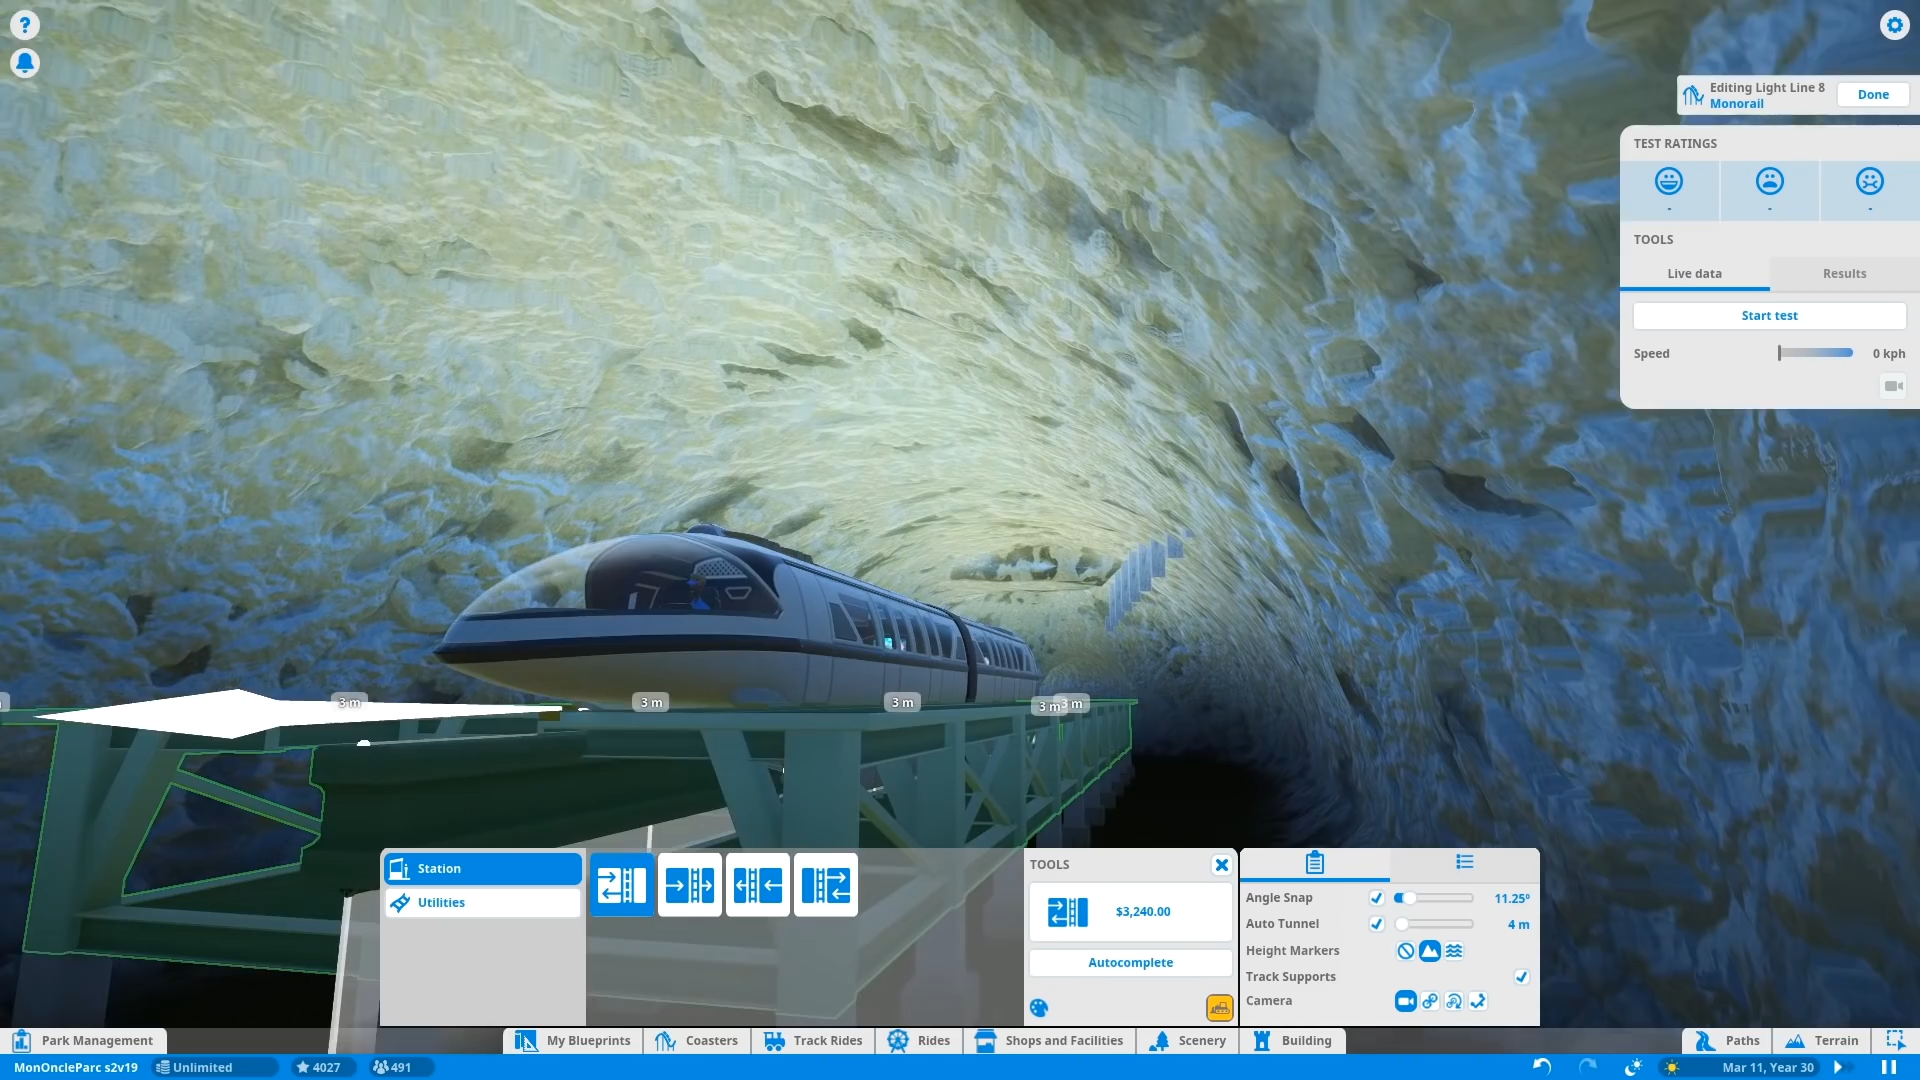 ?
Editing Light Line 8
Monorail
Done
TEST RATINGS
- - -
TOOLS
Live data Results
Start test
Speed 0 kph
3 m 3 m 3 m 3 m 3 m
Station
Utilities
TOOLS
$3,240.00
Autocomplete
Angle Snap 11.25°
Auto Tunnel 4 m
Height Markers
Track Supports
Camera
Park Management My Blueprints Coasters Track Rides Rides Shops and Facilities Scenery Building Paths Terrain
MonOncleParc s2v19 Unlimited 4027 491 Mar 11, Year 30